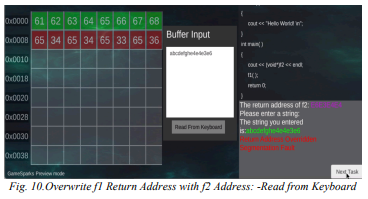 0x0000 61 62 63 64 65 66 67 68
0x0008 65 34 65 34 65 33 65 36
0x0010
0x0018
0x0020
0x0028
0x0030
0x0038
GameSparks Preview mode
Buffer Input
abcdefghe4e4e3e6
Read From Keyboard
{
cout << "Hello World! \n";
}
int main( )
{
cout << (void*)f2 << endl;
f1( );
return 0;
}
The return address of f2:
Please enter a string:
The string you entered
is:abcdefghe4e4e3e6
Next Task
Fig. 10.Overwrite f1 Return Address with f2 Address: -Read from Keyboard